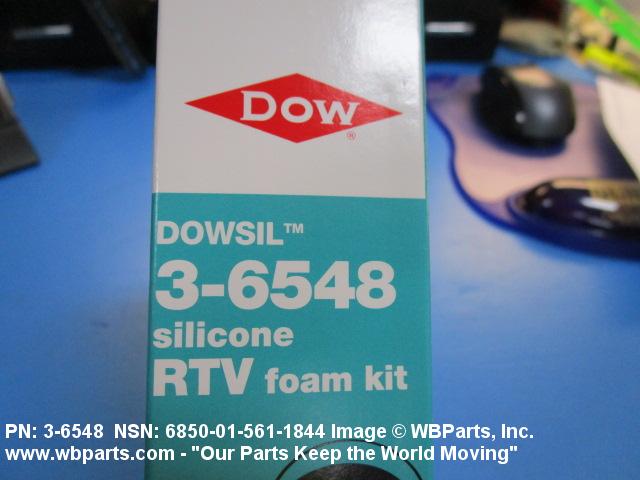 DOW®
DOWSIL™
3-6548
silicone
RTV foam kit
PN: 3-6548 NSN: 6850-01-561-1844 Image © WBParts, Inc.
www.wbparts.com - "Our Parts Keep the World Moving"